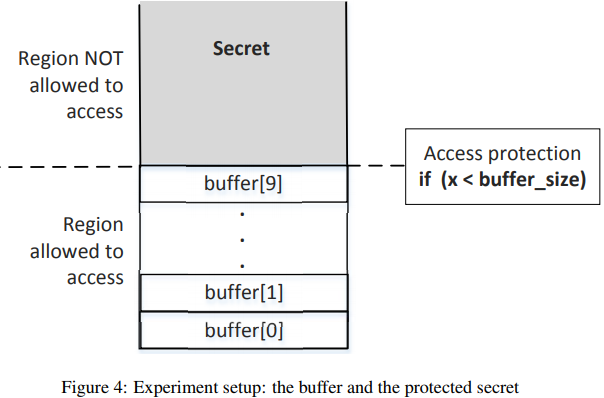 Secret
Region NOT
allowed to
access
Access protection
if (x < buffer_size)
buffer[9]
.
.
.
Region
allowed to
access
buffer[1]
buffer[0]
Figure 4: Experiment setup: the buffer and the protected secret